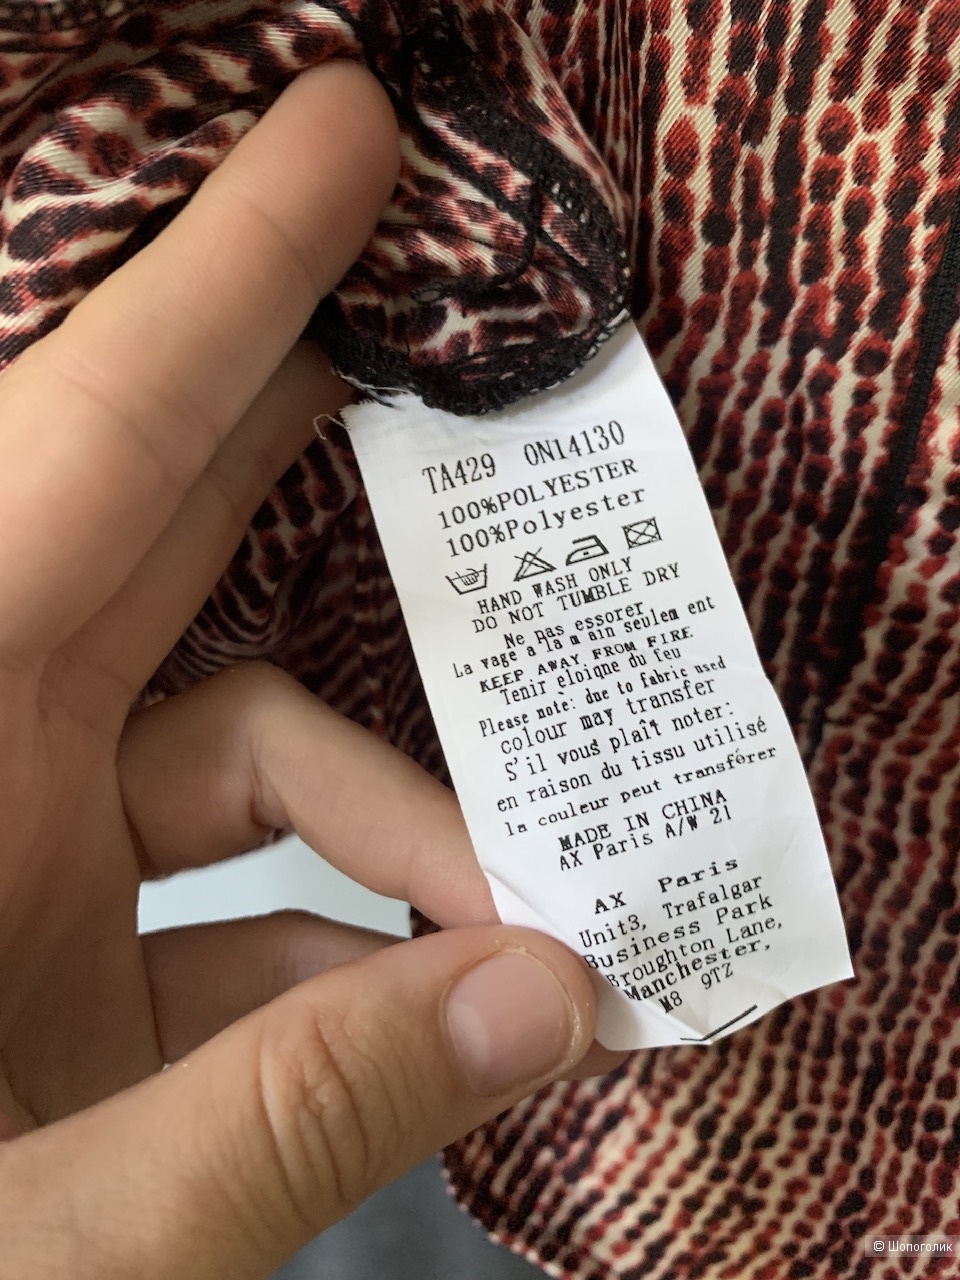 TA429 0N14130
100%POLYESTER
100%Polyester
HAND WASH ONLY
DO NOT TUMBLE DRY
Ne pas essorer
La vage a la m ain seulem ent
KEEP AWAY FROM FIRE
Tenir eloique du feu
Please note: due to fabric used
colour may transfer
S'il vous plaît noter:
en raison du tissu utilisé
la couleur peut transférer
MADE IN CHINA
AX Paris A/W 21
AX Paris
Unit3, Trafalgar
Business Park
Broughton Lane,
Manchester,
M8 9TZ
© Шопоголик